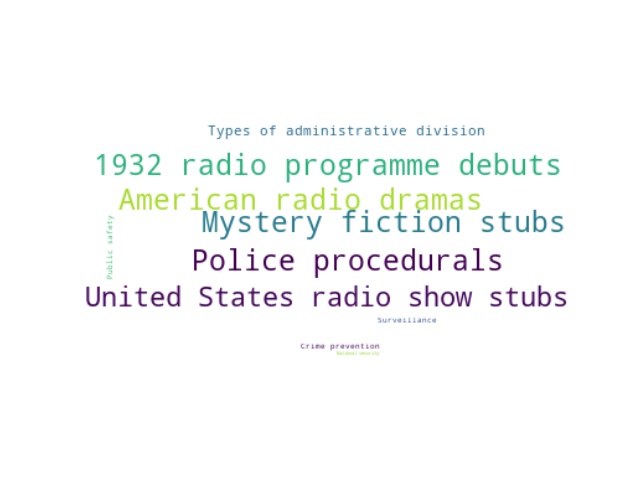 Types of administrative division
1932 radio programme debuts
American radio dramas
Mystery fiction stubs
Public safety
Police procedurals
United States radio show stubs
Surveillance
Crime prevention
National security